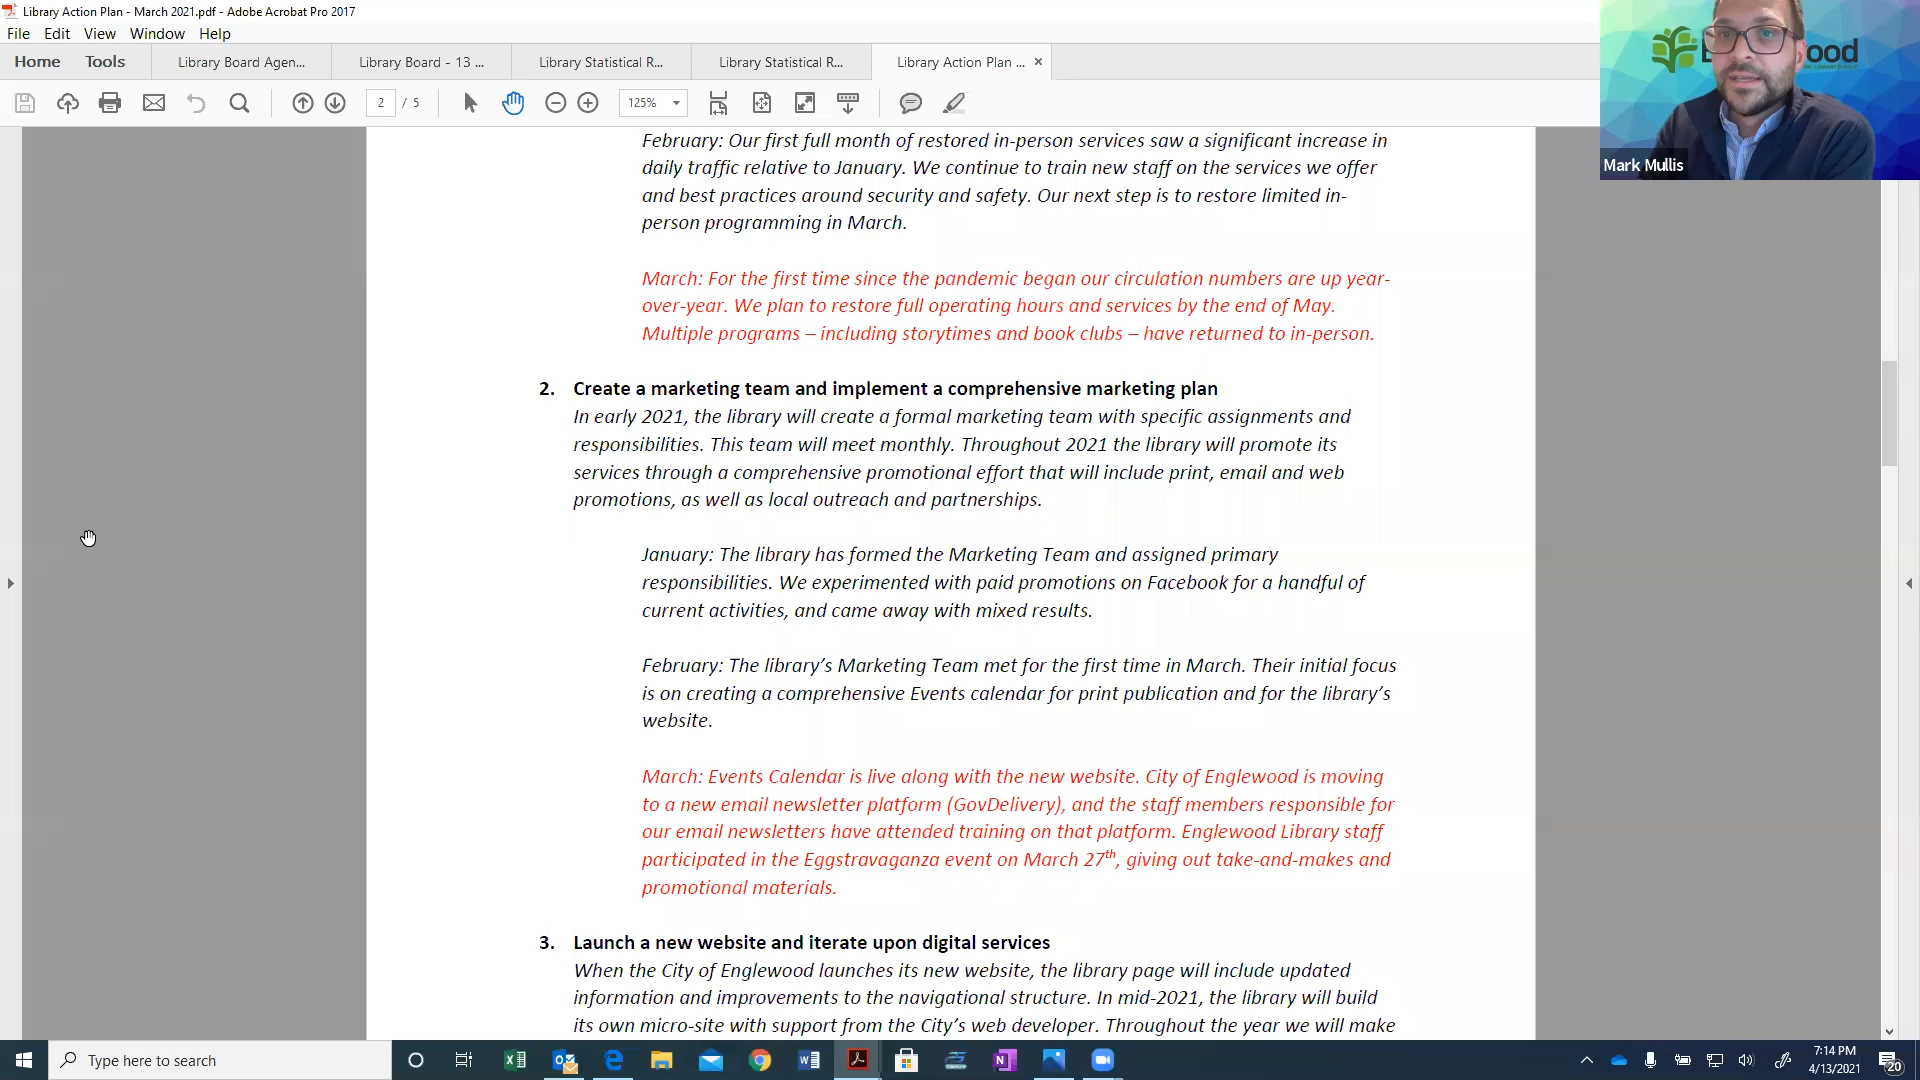 Library Action Plan - March 2021.pdf - Adobe Acrobat Pro 2017
File Edit View Window Help
Home Tools Library Board Agen... Library Board - 13 ... Library Statistical R... Library Statistical R... Library Action Plan ... ×
2 / 5 125%
February: Our first full month of restored in-person services saw a significant increase in
daily traffic relative to January. We continue to train new staff on the services we offer
and best practices around security and safety. Our next step is to restore limited in-
person programming in March.
March: For the first time since the pandemic began our circulation numbers are up year-
over-year. We plan to restore full operating hours and services by the end of May.
Multiple programs – including storytimes and book clubs – have returned to in-person.
2. Create a marketing team and implement a comprehensive marketing plan
In early 2021, the library will create a formal marketing team with specific assignments and
responsibilities. This team will meet monthly. Throughout 2021 the library will promote its
services through a comprehensive promotional effort that will include print, email and web
promotions, as well as local outreach and partnerships.
January: The library has formed the Marketing Team and assigned primary
responsibilities. We experimented with paid promotions on Facebook for a handful of
current activities, and came away with mixed results.
February: The library’s Marketing Team met for the first time in March. Their initial focus
is on creating a comprehensive Events calendar for print publication and for the library’s
website.
March: Events Calendar is live along with the new website. City of Englewood is moving
to a new email newsletter platform (GovDelivery), and the staff members responsible for
our email newsletters have attended training on that platform. Englewood Library staff
participated in the Eggstravaganza event on March 27th, giving out take-and-makes and
promotional materials.
3. Launch a new website and iterate upon digital services
When the City of Englewood launches its new website, the library page will include updated
information and improvements to the navigational structure. In mid-2021, the library will build
its own micro-site with support from the City’s web developer. Throughout the year we will make
Mark Mullis
Type here to search
7:14 PM
4/13/2021
20